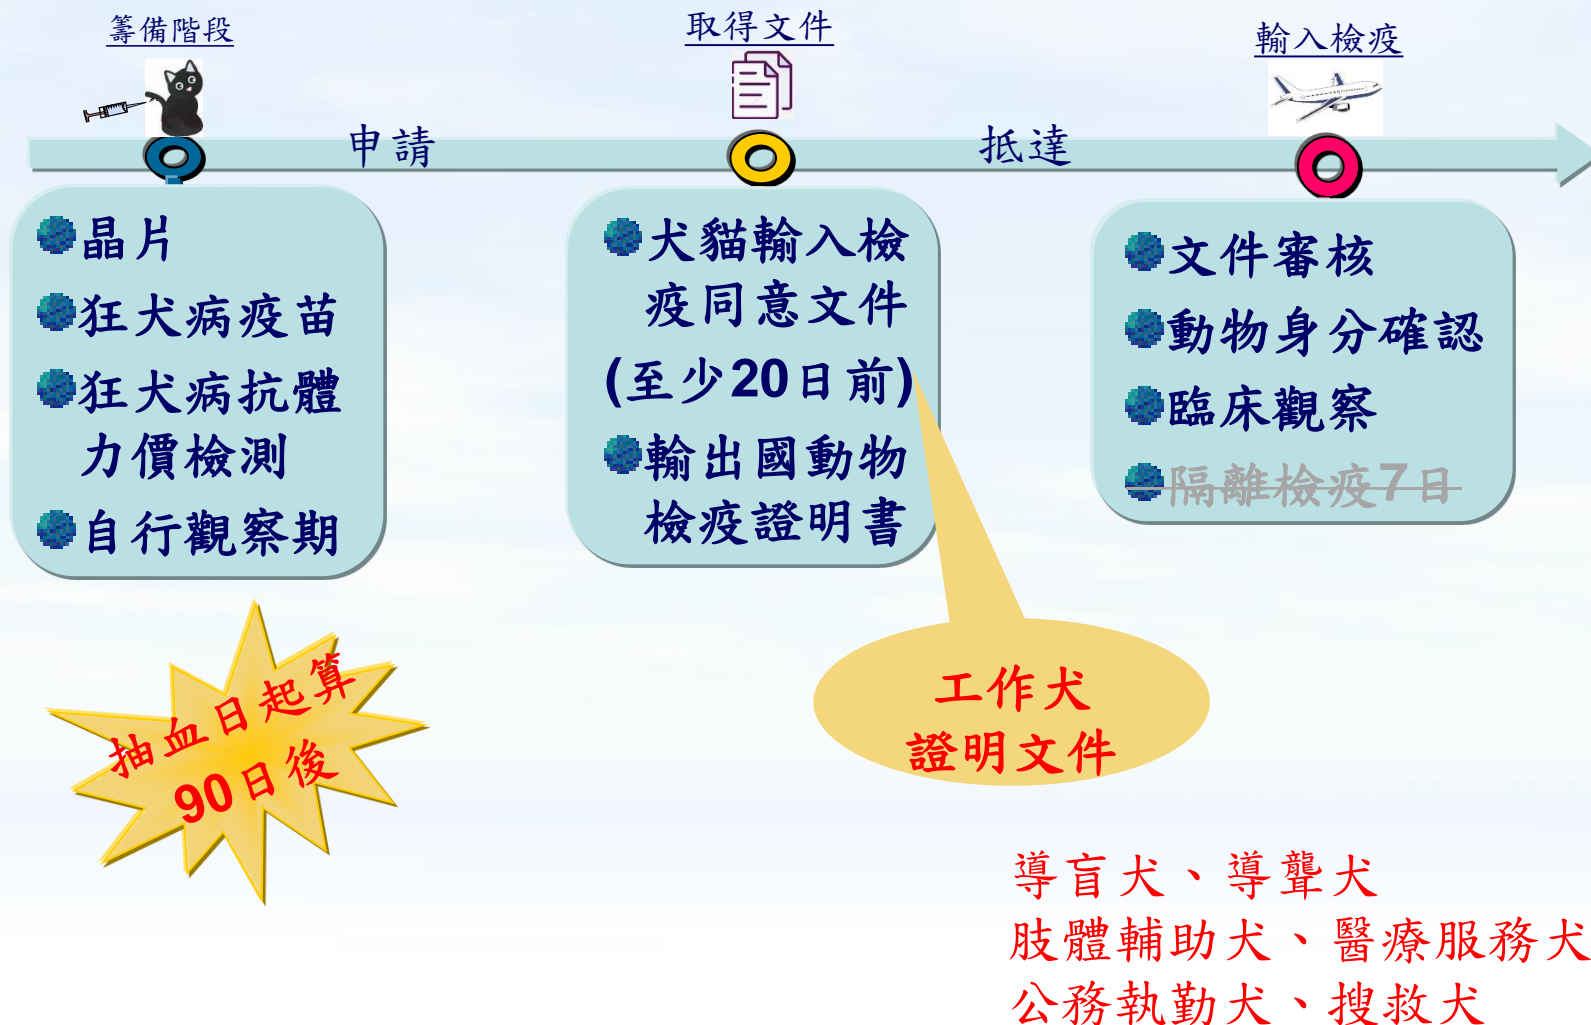 籌備階段
取得文件
輸入檢疫
申請
抵達
晶片
狂犬病疫苗
狂犬病抗體
力價檢測
自行觀察期
犬貓輸入檢
疫同意文件
(至少20日前)
輸出國動物
檢疫證明書
文件審核
動物身分確認
臨床觀察
隔離檢疫7日
抽血日起算
90日後
工作犬
證明文件
導盲犬、導聾犬
肢體輔助犬、醫療服務犬
公務執勤犬、搜救犬